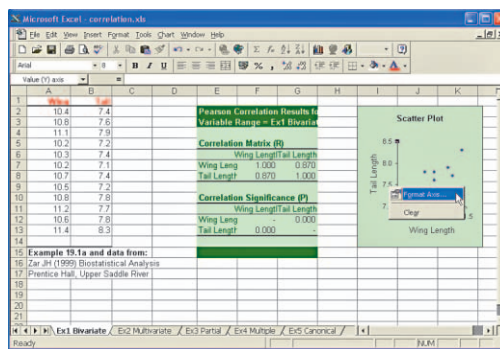 Microsoft Excel - correlation.xls
File Edit View Insert Format Tools Chart Window Help
Arial 8 B I U
Value (Y) axis =
A B C D E F G H I J K
1 Wing Tail
2 10.4 7.4 Pearson Correlation Results fo
3 10.8 7.6 Variable Range = Ex1 Bivariat
4 11.1 7.9
5 10.2 7.2 Correlation Matrix (R)
6 10.3 7.4 Wing Lengt Tail Length
7 10.2 7.1 Wing Leng 1.000 0.870
8 10.7 7.4 Tail Length 0.870 1.000
9 10.5 7.2
10 10.8 7.8 Correlation Significance (P)
11 11.2 7.7 Wing Lengt Tail Length
12 10.6 7.8 Wing Leng - 0.000
13 11.4 8.3 Tail Length 0.000 -
14
15 Example 19.1a and data from:
16 Zar JH (1999) Biostatistical Analysis
17 Prentice Hall, Upper Saddle River
18
19
20
21
Scatter Plot
8.5
8.0
7.5
7.
Tail Length
Format Axis...
Clear
Wing Length
Ex1 Bivariate Ex2 Multivariate Ex3 Partial Ex4 Multiple Ex5 Canonical
Ready NUM